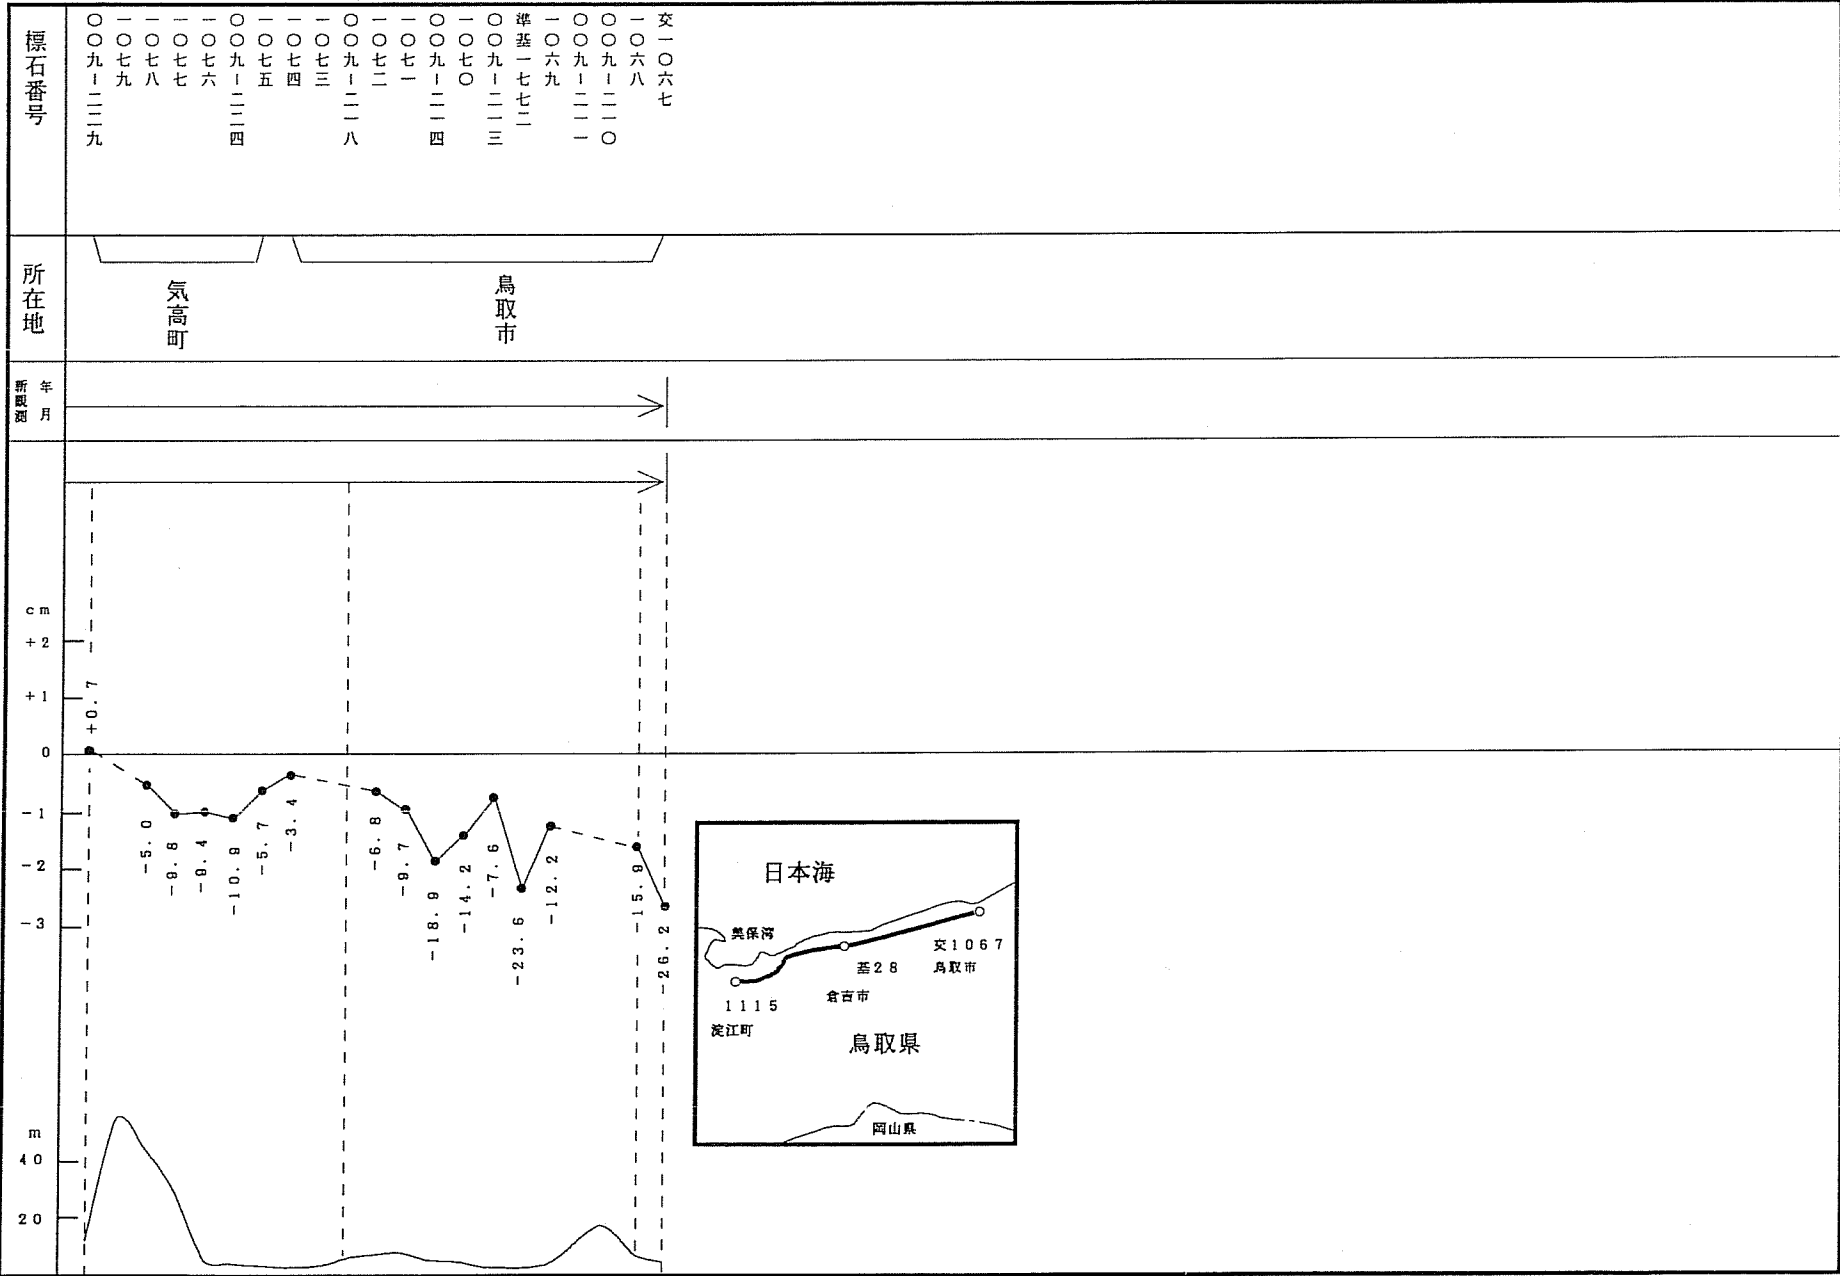 標石番号
〇〇九-二二九
一〇七九
一〇七八
一〇七七
一〇七六
〇〇九-二二四
一〇七五
一〇七四
一〇七三
〇〇九-二一八
一〇七二
一〇七一
〇〇九-二一四
一〇七〇
〇〇九-二一三
準基一七七二
一〇六九
〇〇九-二一一
〇〇九-二一〇
一〇六八
交一〇六七
所在地
気高町
鳥取市
新観測
年月
cm
+2
+1
0
-1
-2
-3
+0.7
-5.0
-9.8
-9.4
-10.9
-5.7
-3.4
-6.8
-9.7
-18.9
-14.2
-7.6
-23.6
-12.2
-15.9
-26.2
m
40
20
日本海
美保湾
交1067
鳥取市
基28
倉吉市
1115
淀江町
鳥取県
岡山県